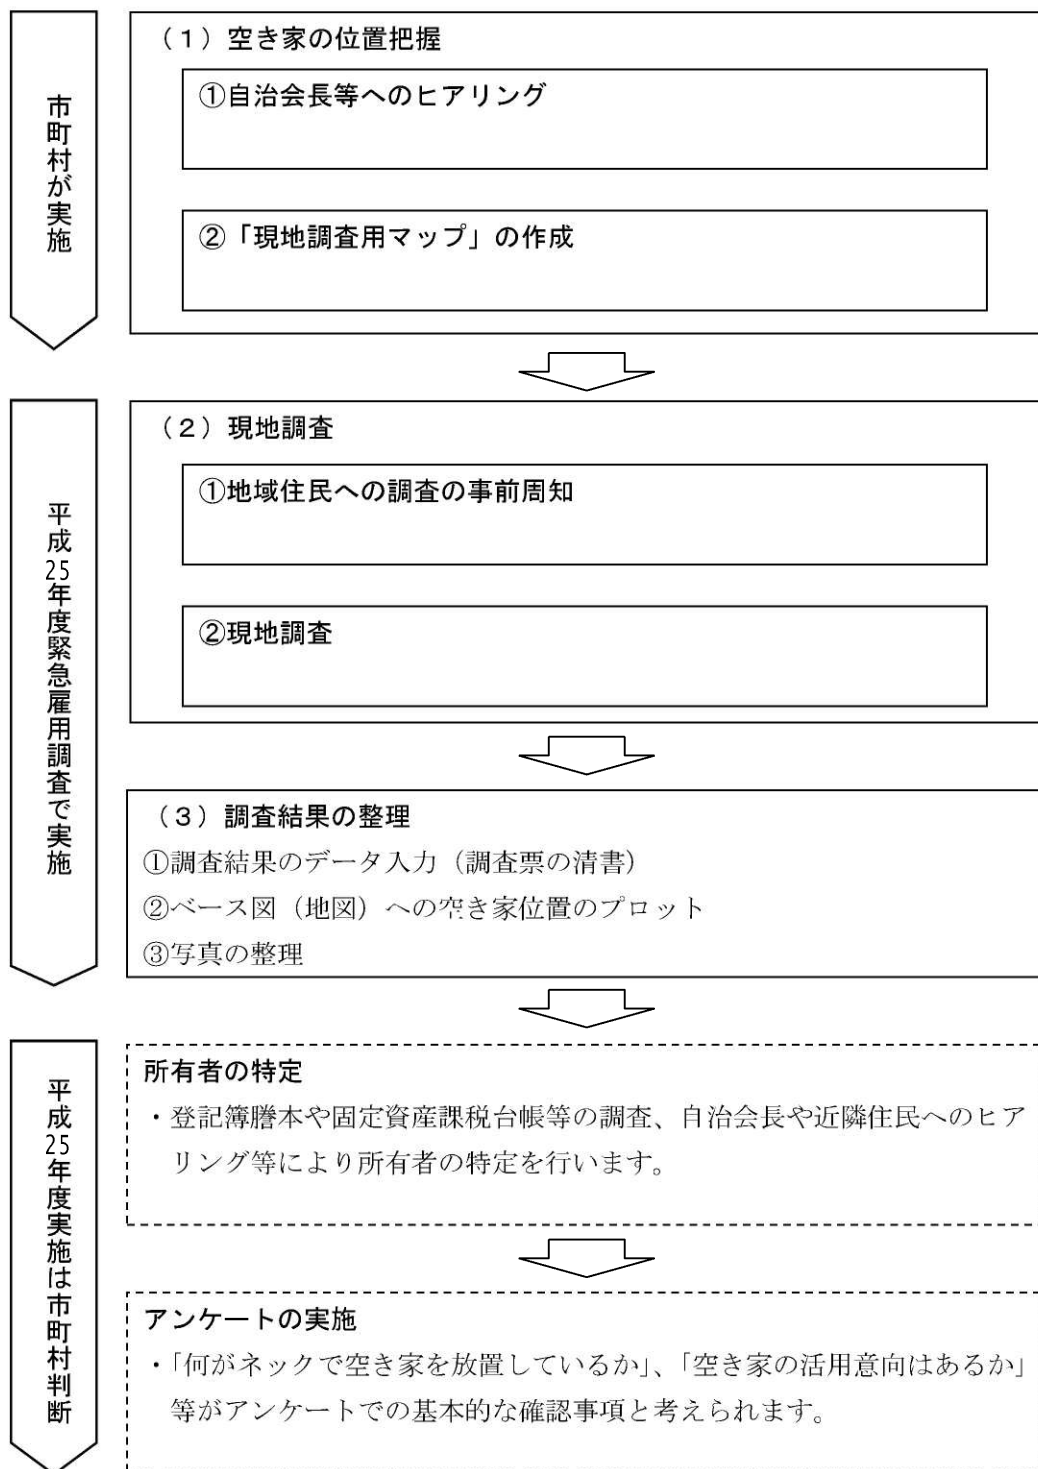 市町村が実施
（１）空き家の位置把握
①自治会長等へのヒアリング
②「現地調査用マップ」の作成
平成25年度緊急雇用調査で実施
（２）現地調査
①地域住民への調査の事前周知
②現地調査
（３）調査結果の整理
①調査結果のデータ入力（調査票の清書）
②ベース図（地図）への空き家位置のプロット
③写真の整理
平成25年度実施は市町村判断
所有者の特定
・登記簿謄本や固定資産課税台帳等の調査、自治会長や近隣住民へのヒア
リング等により所有者の特定を行います。
アンケートの実施
・「何がネックで空き家を放置しているか」、「空き家の活用意向はあるか」
等がアンケートでの基本的な確認事項と考えられます。